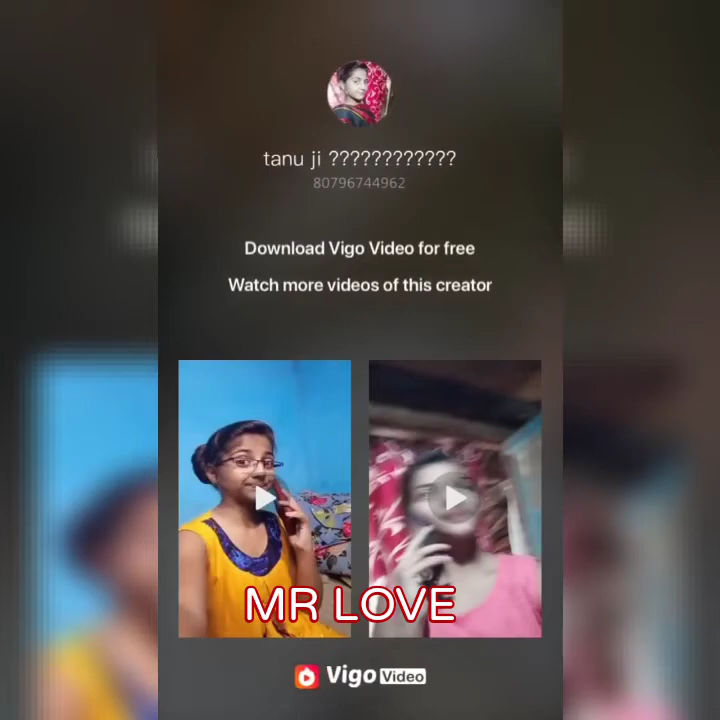 tanu ji ????????????
80796744962
Download Vigo Video for free
Watch more videos of this creator
MR LOVE
Vigo Video